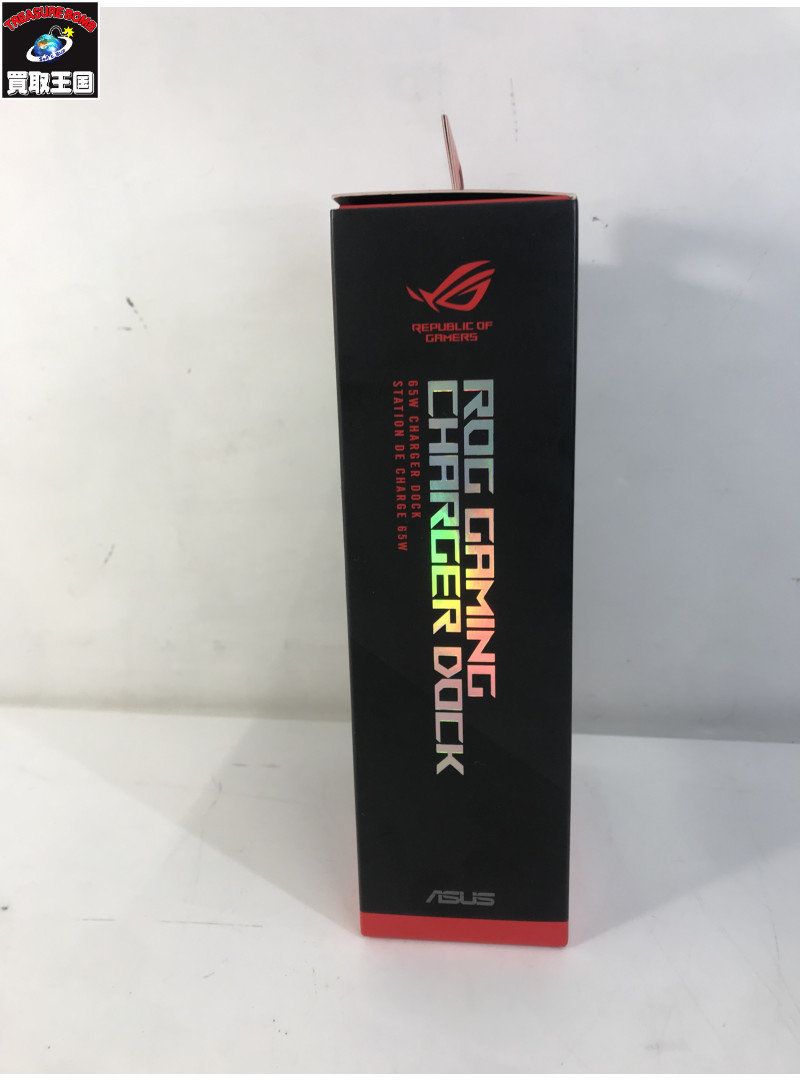 TREASURE BOMB
買取王国
REPUBLIC OF
GAMERS
ROG GAMING
CHARGER DOCK
65W CHARGER DOCK
STATION DE CHARGE 65W
ASUS